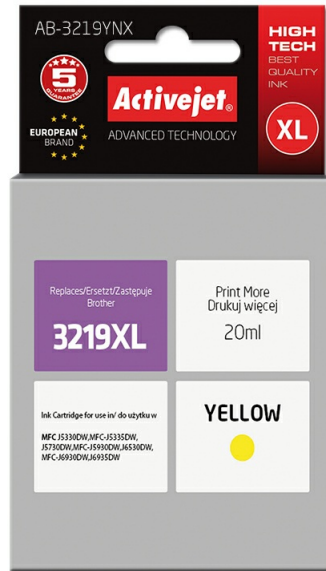 AB-3219YNX
HIGH
TECH
BEST
QUALITY
INK
5
YEARS
GUARANTEE
Activejet®
EUROPEAN
BRAND
ADVANCED TECHNOLOGY
XL
Replaces/Ersetzt/Zastępuje
Brother
3219XL
Print More
Drukuj więcej
20ml
Ink Cartridge for use in/ do użytku w
MFC J5330DW,MFC-J5335DW,
J5730DW,MFC-J5930DW,J6530DW,
MFC-J6930DW,J6935DW
YELLOW